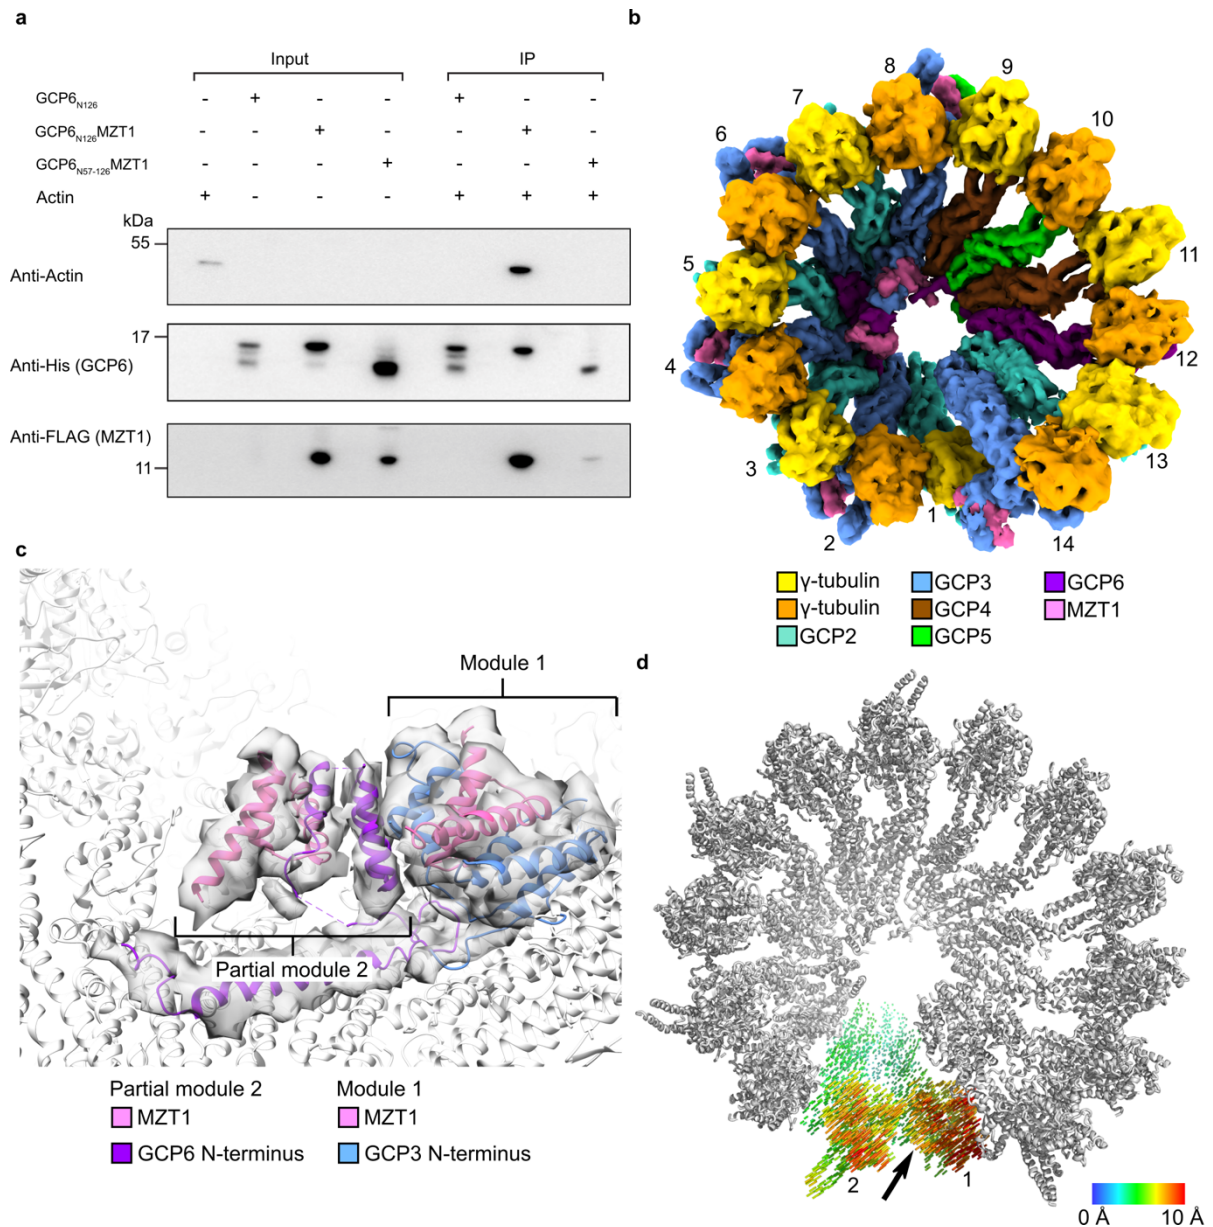 a
Input
IP
GCP6N126 - + - - + - -
GCP6N126MZT1 - - + - - + -
GCP6N57-126MZT1 - - - + - - +
Actin + - - - + + +
kDa
55
Anti-Actin
17
Anti-His (GCP6)
Anti-FLAG (MZT1)
11
b
8
9
7
10
6
5
11
4
12
3
13
1
2
14
γ-tubulin
GCP3
GCP6
γ-tubulin
GCP4
MZT1
GCP2
GCP5
c
Module 1
Partial module 2
Partial module 2
Module 1
MZT1
MZT1
GCP6 N-terminus
GCP3 N-terminus
d
2
1
0 Å
10 Å